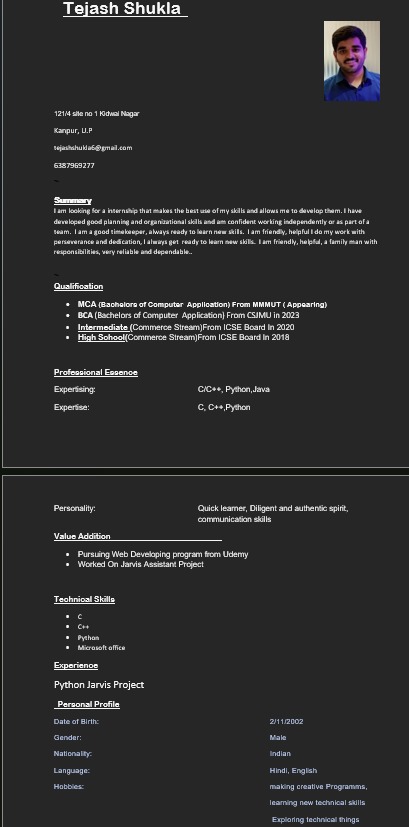 Tejash Shukla
121/4 site no 1 Kidwai Nagar
Kanpur, U.P
tejashshukla6@gmail.com
6387969277
~
Summary
I am looking for a internship that makes the best use of my skills and allows me to develop them. I have
developed good planning and organizational skills and am confident working independently or as part of a
team. I am a good timekeeper, always ready to learn new skills. I am friendly, helpful I do my work with
perseverance and dedication, I always get ready to learn new skills. I am friendly, helpful, a family man with
responsibilities, very reliable and dependable..
~
Qualification
• MCA (Bachelors of Computer Application) From MMMUT ( Appearing)
• BCA (Bachelors of Computer Application) From CSJMU in 2023
• Intermediate (Commerce Stream)From ICSE Board In 2020
• High School(Commerce Stream)From ICSE Board In 2018
Professional Essence
Expertising: C/C++, Python,Java
Expertise: C, C++,Python
Personality: Quick learner, Diligent and authentic spirit,
communication skills
Value Addition
• Pursuing Web Developing program from Udemy
• Worked On Jarvis Assistant Project
Technical Skills
• C
• C++
• Python
• Microsoft office
Experience
Python Jarvis Project
Personal Profile
Date of Birth: 2/11/2002
Gender: Male
Nationality: Indian
Language: Hindi, English
Hobbies: making creative Programms,
learning new technical skills
Exploring technical things